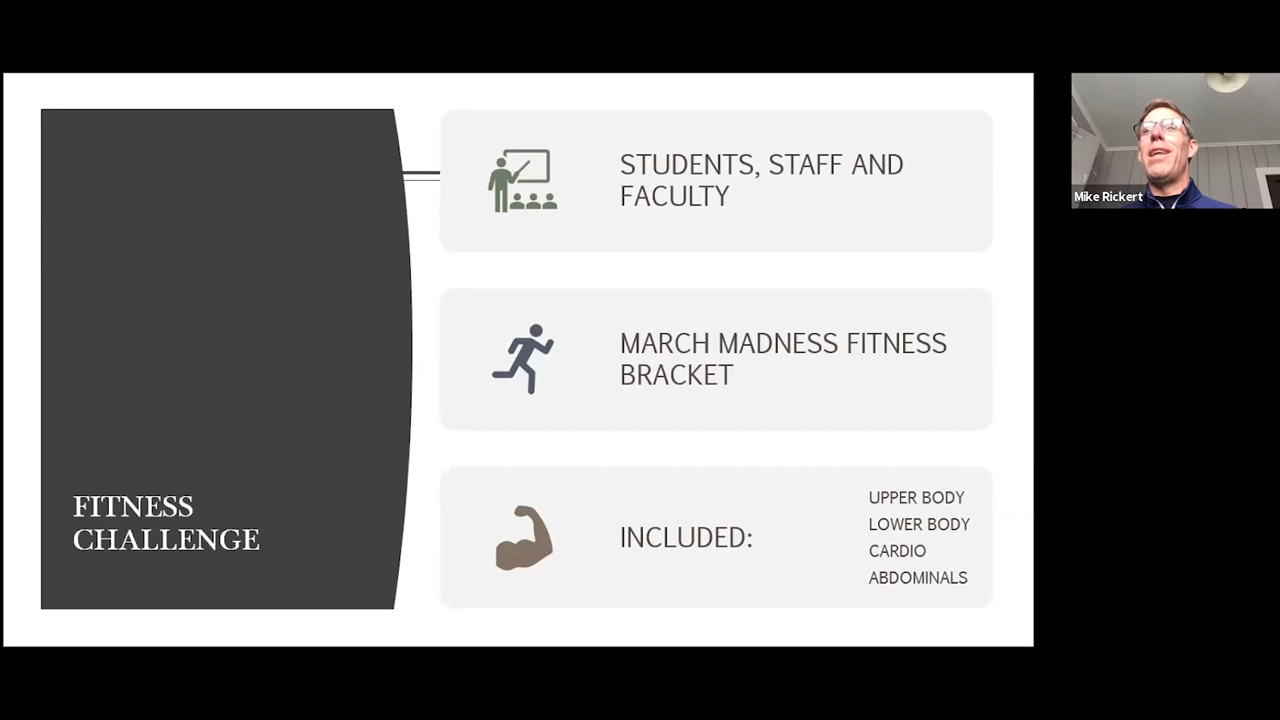 FITNESS
CHALLENGE
STUDENTS, STAFF AND
FACULTY
MARCH MADNESS FITNESS
BRACKET
INCLUDED:
UPPER BODY
LOWER BODY
CARDIO
ABDOMINALS
Mike Rickert